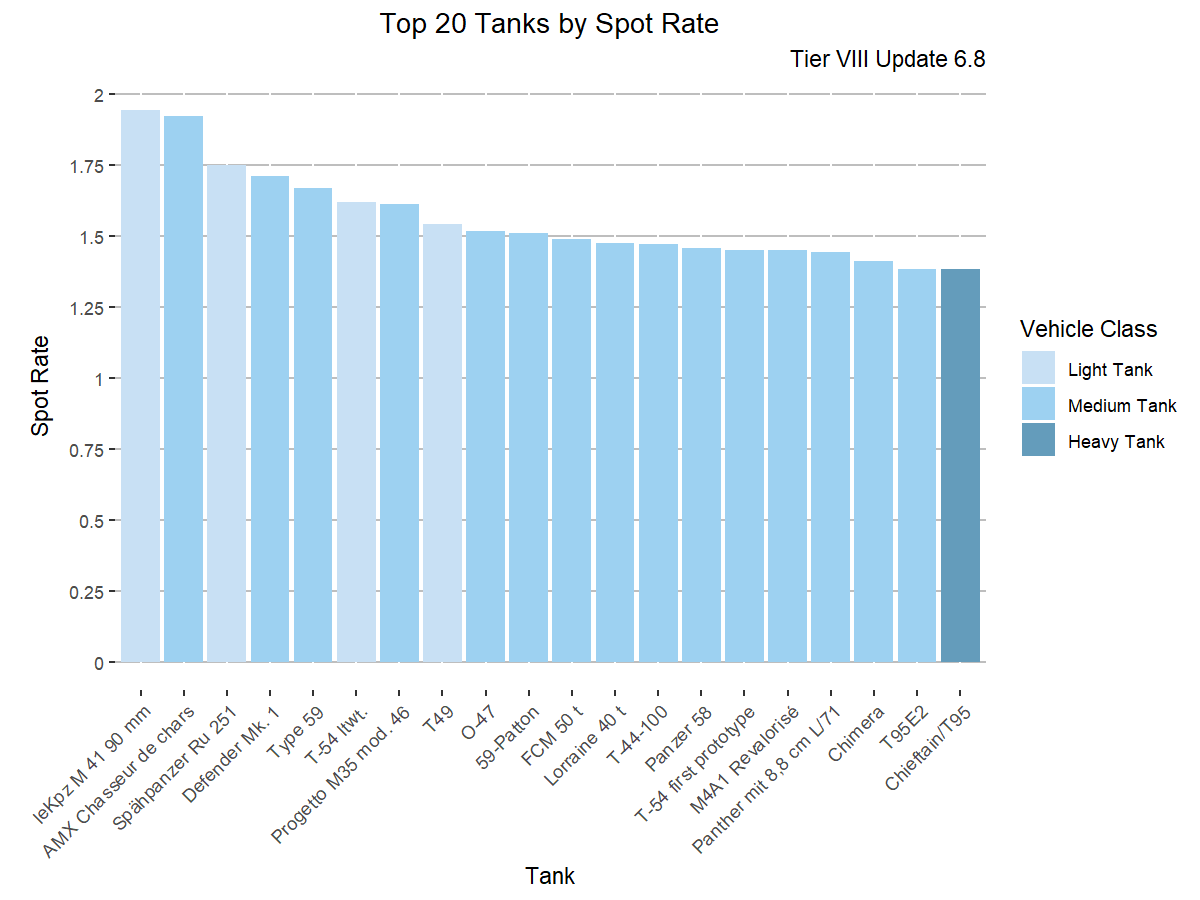 Top 20 Tanks by Spot Rate
Tier VIII Update 6.8
2
1.75
1.5
1.25
1
0.75
0.5
0.25
0
Spot Rate
leKpz M 41 90 mm
AMX Chasseur de chars
Spähpanzer Ru 251
Defender Mk. 1
Type 59
T-54 ltwt.
Progetto M35 mod. 46
T49
O-47
59-Patton
FCM 50 t
Lorraine 40 t
T-44-100
Panzer 58
T-54 first prototype
M4A1 Revalorisé
Panther mit 8,8 cm L/71
Chimera
T95E2
Chieftain/T95
Tank
Vehicle Class
Light Tank
Medium Tank
Heavy Tank